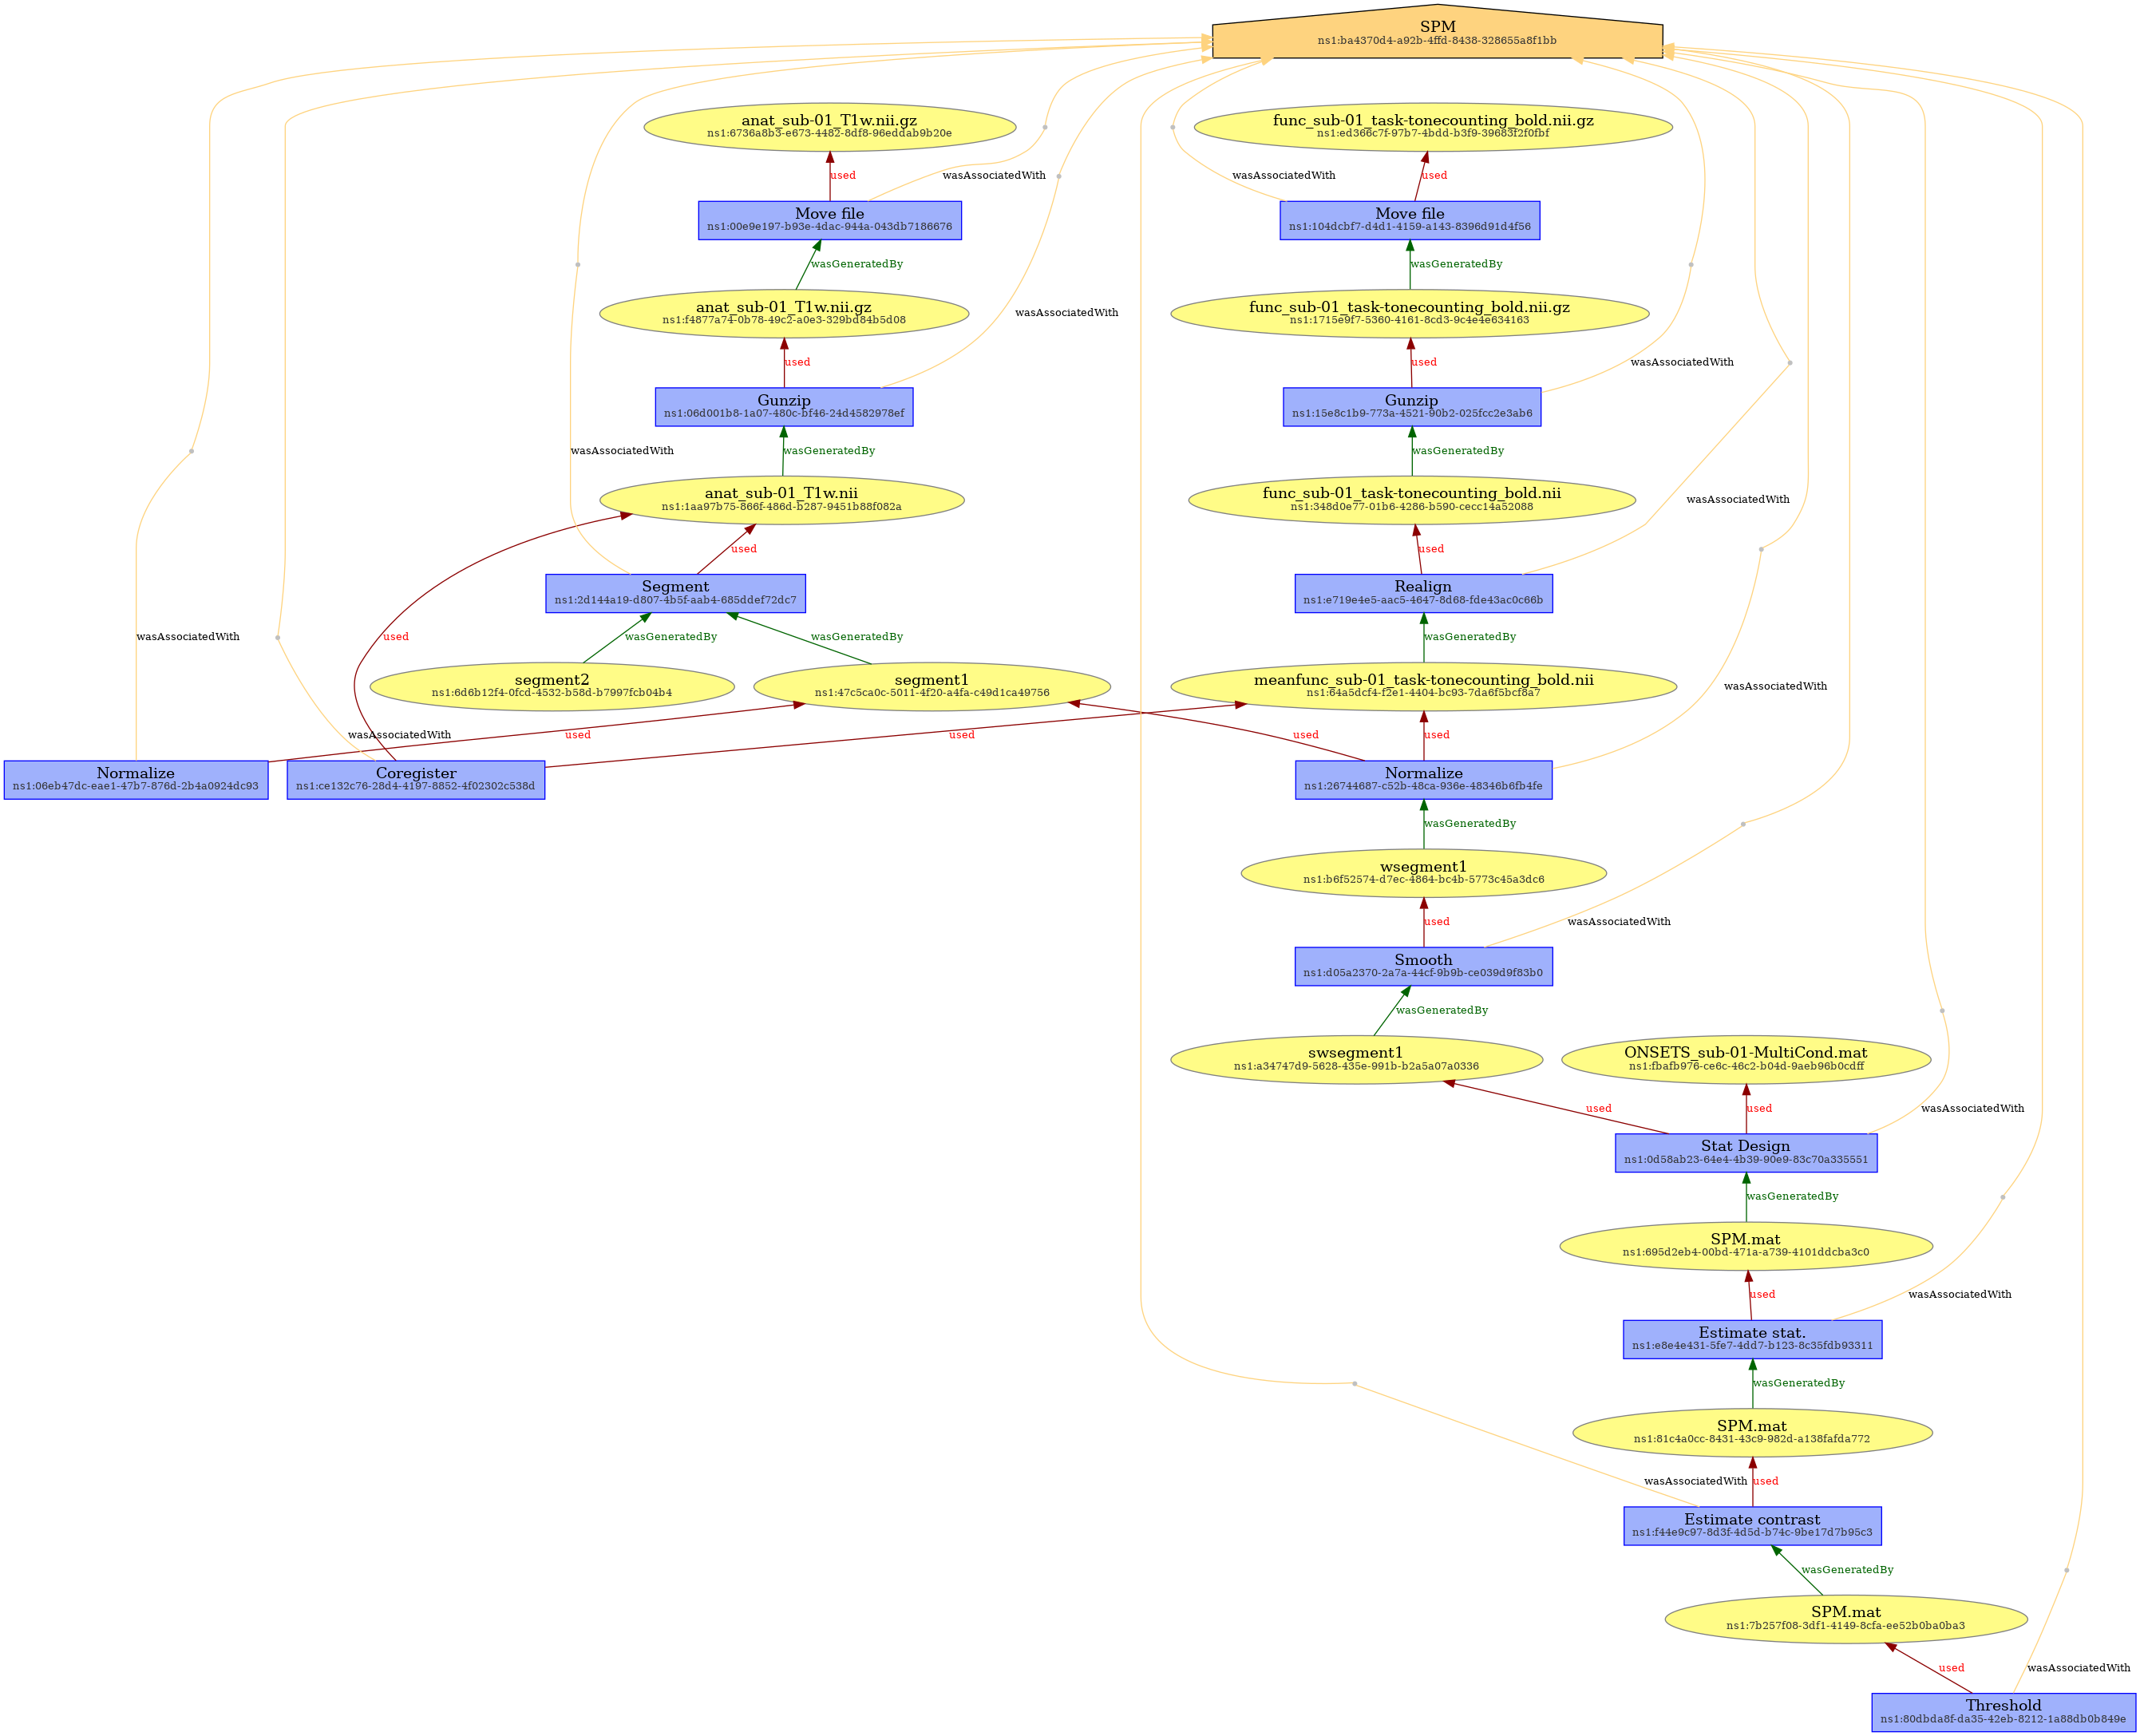 SPM
ns1:ba4370d4-a92b-4ffd-8438-328655a8f1bb
anat_sub-01_T1w.nii.gz
ns1:6736a8b3-e673-4482-8df8-96eddab9b20e
func_sub-01_task-tonecounting_bold.nii.gz
ns1:ed366c7f-97b7-4bdd-b3f9-39683f2f0fbf
used
wasAssociatedWith
wasAssociatedWith
used
Move file
ns1:00e9e197-b93e-4dac-944a-043db7186676
Move file
ns1:104dcbf7-d4d1-4159-a143-8396d91d4f56
wasGeneratedBy
wasGeneratedBy
anat_sub-01_T1w.nii.gz
ns1:f4877a74-0b78-49c2-a0e3-329bd84b5d08
wasAssociatedWith
func_sub-01_task-tonecounting_bold.nii.gz
ns1:1715e9f7-5360-4161-8cd3-9c4e4e634163
used
used
wasAssociatedWith
Gunzip
ns1:06d001b8-1a07-480c-bf46-24d4582978ef
Gunzip
ns1:15e8c1b9-773a-4521-90b2-025fcc2e3ab6
wasAssociatedWith
wasGeneratedBy
wasGeneratedBy
anat_sub-01_T1w.nii
ns1:1aa97b75-866f-486d-b287-9451b88f082a
func_sub-01_task-tonecounting_bold.nii
ns1:348d0e77-01b6-4286-b590-cecc14a52088
wasAssociatedWith
used
used
Segment
ns1:2d144a19-d807-4b5f-aab4-685ddef72dc7
Realign
ns1:e719e4e5-aac5-4647-8d68-fde43ac0c66b
wasAssociatedWith
used
wasGeneratedBy
wasGeneratedBy
wasGeneratedBy
segment2
ns1:6d6b12f4-0fcd-4532-b58d-b7997fcb04b4
segment1
ns1:47c5ca0c-5011-4f20-a4fa-c49d1ca49756
meanfunc_sub-01_task-tonecounting_bold.nii
ns1:64a5dcf4-f2e1-4404-bc93-7da6f5bcf8a7
wasAssociatedWith
wasAssociatedWith
used
used
used
used
Normalize
ns1:06eb47dc-eae1-47b7-876d-2b4a0924dc93
Coregister
ns1:ce132c76-28d4-4197-8852-4f02302c538d
Normalize
ns1:26744687-c52b-48ca-936e-48346b6fb4fe
wasGeneratedBy
wsegment1
ns1:b6f52574-d7ec-4864-bc4b-5773c45a3dc6
used
wasAssociatedWith
Smooth
ns1:d05a2370-2a7a-44cf-9b9b-ce039d9f83b0
wasGeneratedBy
swsegment1
ns1:a34747d9-5628-435e-991b-b2a5a07a0336
ONSETS_sub-01-MultiCond.mat
ns1:fbafb976-ce6c-46c2-b04d-9aeb96b0cdff
used
used
wasAssociatedWith
Stat Design
ns1:0d58ab23-64e4-4b39-90e9-83c70a335551
wasGeneratedBy
SPM.mat
ns1:695d2eb4-00bd-471a-a739-4101ddcba3c0
used
wasAssociatedWith
Estimate stat.
ns1:e8e4e431-5fe7-4dd7-b123-8c35fdb93311
wasGeneratedBy
SPM.mat
ns1:81c4a0cc-8431-43c9-982d-a138fafda772
wasAssociatedWith
used
Estimate contrast
ns1:f44e9c97-8d3f-4d5d-b74c-9be17d7b95c3
wasGeneratedBy
SPM.mat
ns1:7b257f08-3df1-4149-8cfa-ee52b0ba0ba3
used
wasAssociatedWith
Threshold
ns1:80dbda8f-da35-42eb-8212-1a88db0b849e